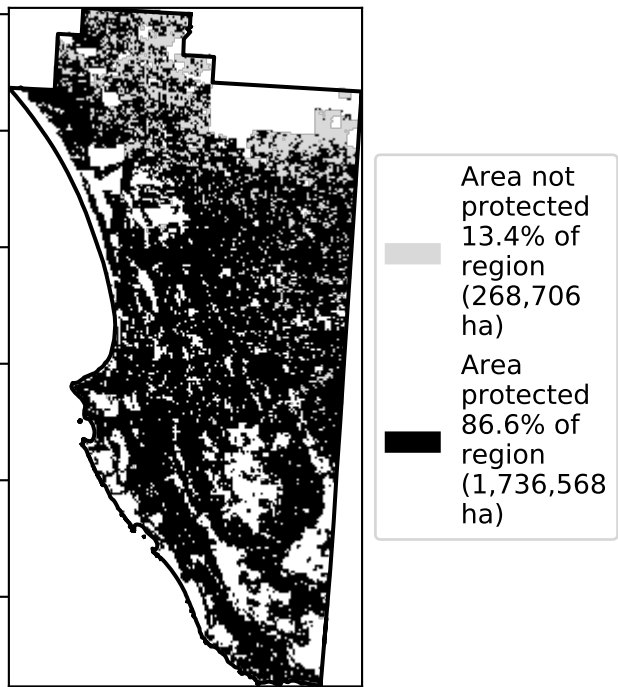 Area not
protected
13.4% of
region
(268,706
ha)
Area
protected
86.6% of
region
(1,736,568
ha)